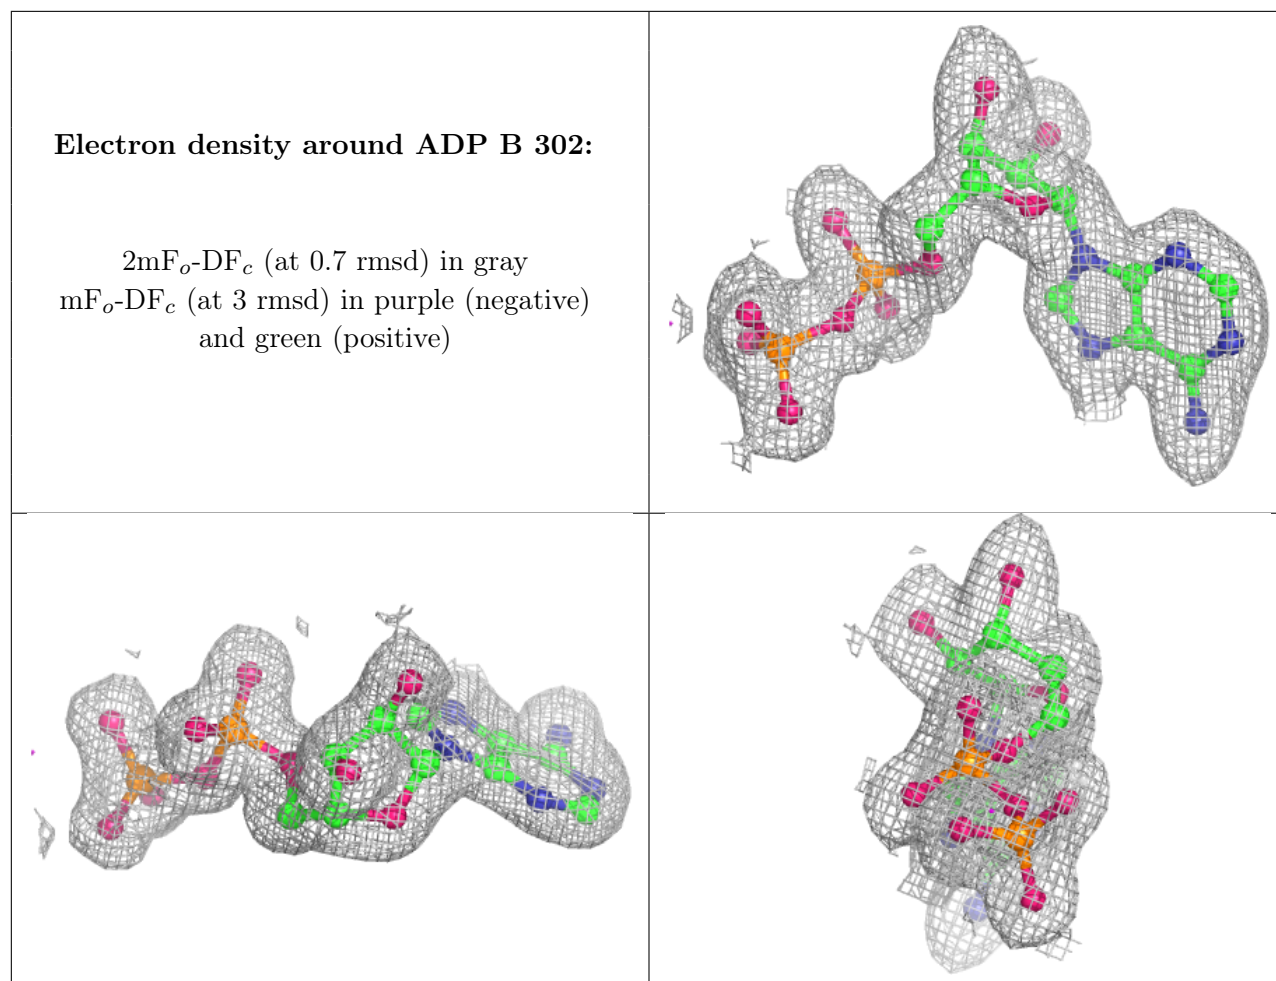 Electron density around ADP B 302:
2mFₒ-DF𝒸 (at 0.7 rmsd) in gray
mFₒ-DF𝒸 (at 3 rmsd) in purple (negative)
and green (positive)